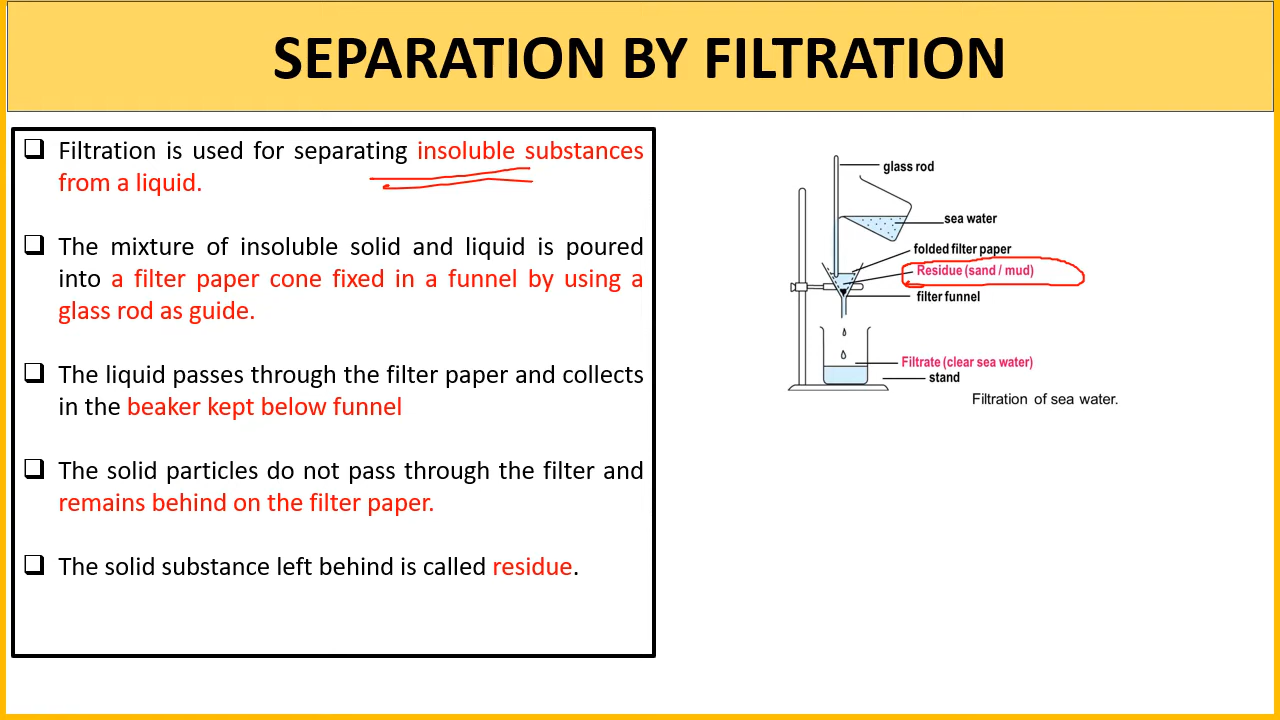 SEPARATION BY FILTRATION
Filtration is used for separating insoluble substances
from a liquid.
The mixture of insoluble solid and liquid is poured
into a filter paper cone fixed in a funnel by using a
glass rod as guide.
The liquid passes through the filter paper and collects
in the beaker kept below funnel
The solid particles do not pass through the filter and
remains behind on the filter paper.
The solid substance left behind is called residue.
glass rod
sea water
folded filter paper
Residue (sand / mud)
filter funnel
Filtrate (clear sea water)
stand
Filtration of sea water.